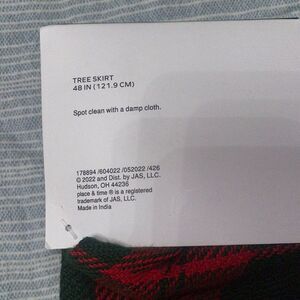 TREE SKIRT
48 IN (121.9 CM)
Spot clean with a damp cloth.
178894 /604022 /052022 /426
© 2022 and Dist. by JAS, LLC.
Hudson, OH 44236
place & time ® is a registered
trademark of JAS, LLC.
Made in India